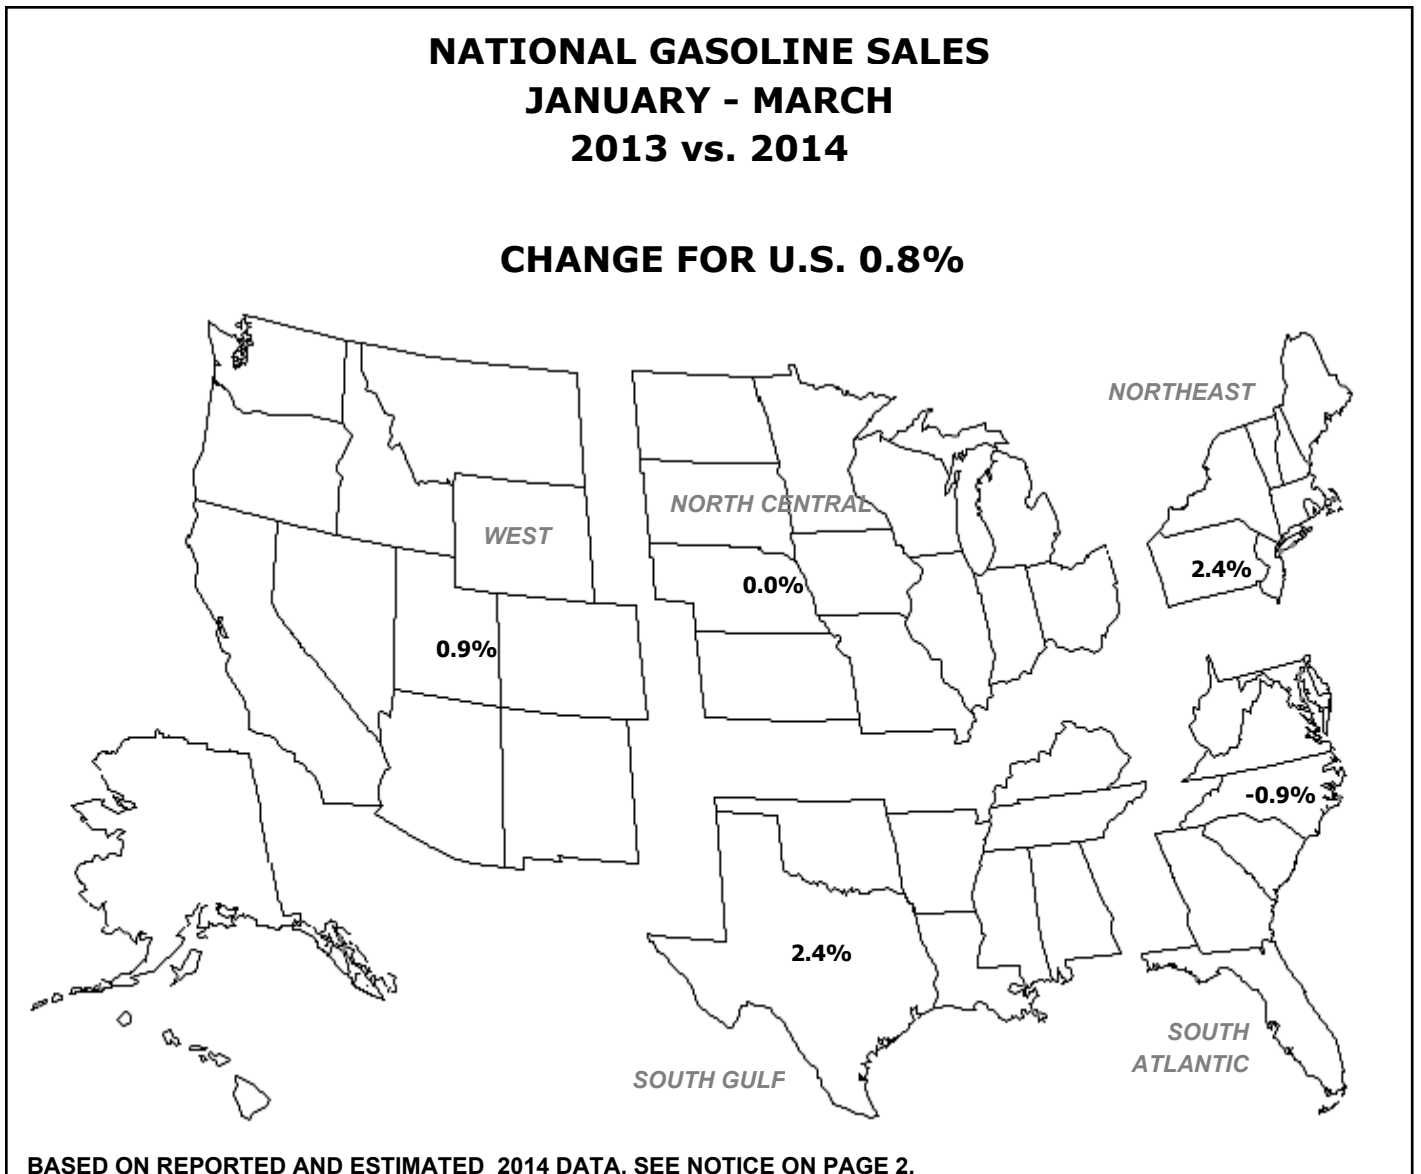 NATIONAL GASOLINE SALES
JANUARY - MARCH
2013 vs. 2014
CHANGE FOR U.S. 0.8%
NORTHEAST
NORTH CENTRAL
WEST
2.4%
0.0%
0.9%
-0.9%
2.4%
SOUTH
ATLANTIC
SOUTH GULF
BASED ON REPORTED AND ESTIMATED 2014 DATA. SEE NOTICE ON PAGE 2.